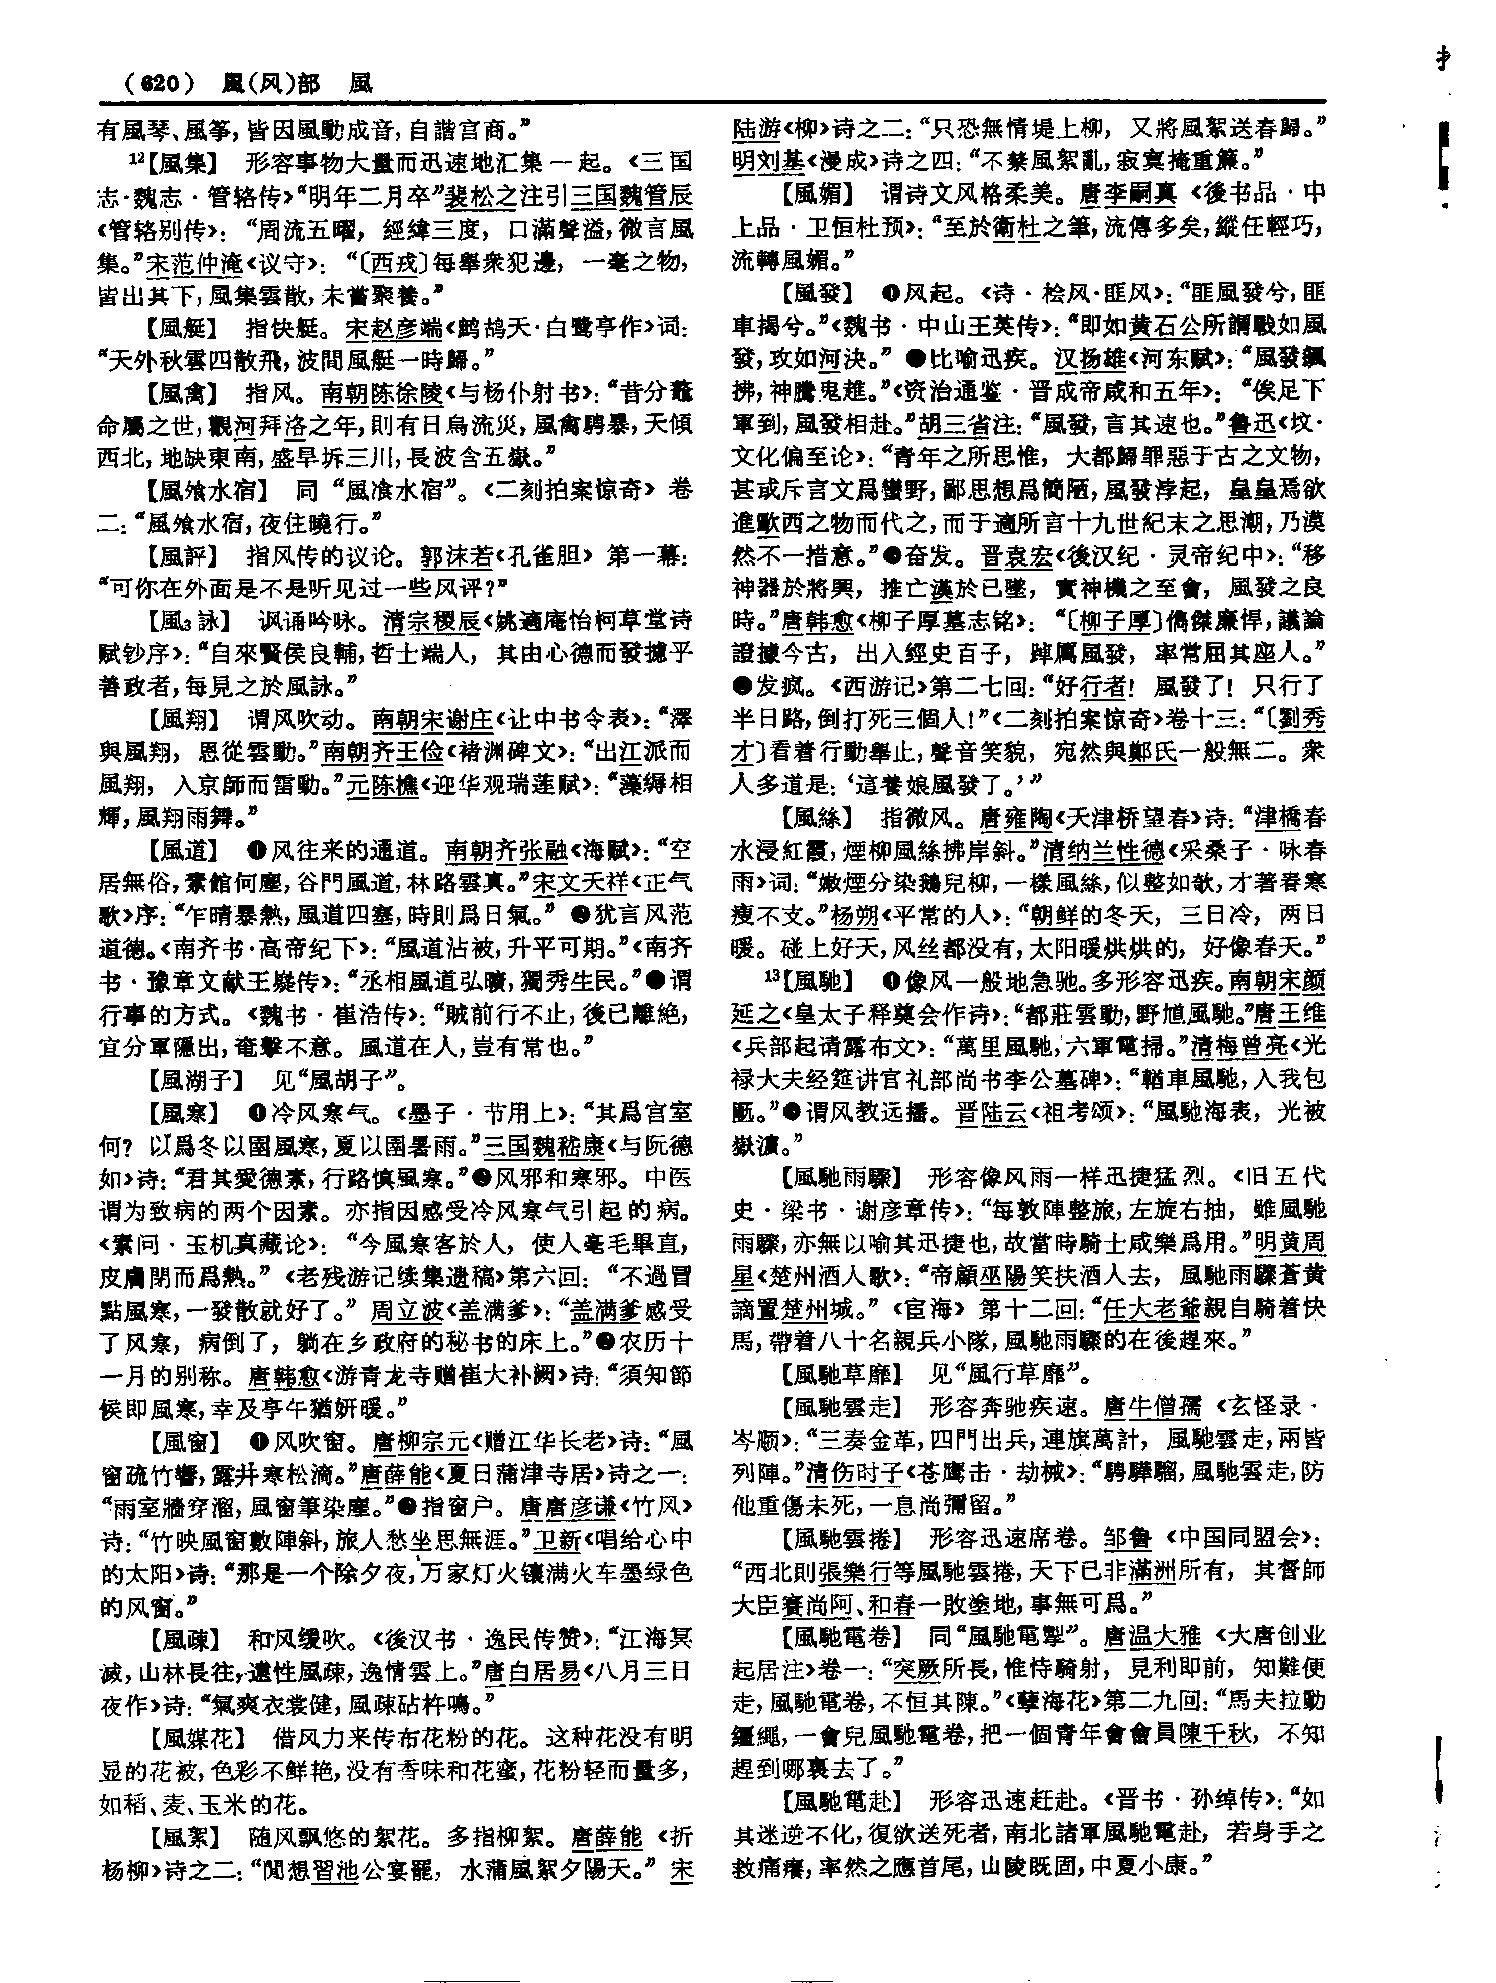 (620) 風(风)部 風
有風琴、風筝,皆因風動成音,自諧宫商。”
12【風集】 形容事物大量而迅速地汇集一起。《三国
志·魏志·管辂传》“明年二月卒”裴松之注引三国魏管辰
《管辂别传》:“周流五曜,經緯三度,口滿聲溢,微言風
集。”宋范仲淹《议守》:“〔西戎〕每舉衆犯邊,一毫之物,
皆出其下,風集雲散,未嘗聚養。”
【風艇】 指快艇。宋赵彦端《鹧鸪天·白鹭亭作》词:
“天外秋雲四散飛,波間風艇一時歸。”
【風禽】 指风。南朝陈徐陵《与杨仆射书》:“昔分鼇
命屬之世,觀河拜洛之年,則有日烏流災,風禽騁暴,天傾
西北,地缺東南,盛旱坼三川,長波含五嶽。”
【風飧水宿】 同“風飡水宿”。《二刻拍案惊奇》卷
二:“風飧水宿,夜住曉行。”
【風評】 指风传的议论。郭沫若《孔雀胆》第一幕:
“可你在外面是不是听见过一些风评?”
【風3詠】 讽诵吟咏。清宗稷辰《姚適庵怡柯草堂诗
赋钞序》:“自來賢侯良輔,哲士端人,其由心德而發攄乎
善政者,每見之於風詠。”
【風翔】 谓风吹动。南朝宋谢庄《让中书令表》:“澤
與風翔,恩從雲動。”南朝齐王俭《褚渊碑文》:“出江派而
風翔,入京師而雷動。”元陈樵《迎华观瑞莲赋》:“藻縟相
輝,風翔雨舞。”
【風道】 ❶风往来的通道。南朝齐张融《海赋》:“空
居無俗,素館何塵,谷門風道,林路雲真。”宋文天祥《正气
歌》序:“乍晴暴熱,風道四塞,時則爲日氣。”❷犹言风范
道德。《南齐书·高帝纪下》:“風道沾被,升平可期。”《南齐
书·豫章文献王嶷传》:“丞相風道弘曠,獨秀生民。”❸谓
行事的方式。《魏书·崔浩传》:“賊前行不止,後已離絶,
宜分軍隱出,奄擊不意。風道在人,豈有常也。”
【風湖子】 见“風胡子”。
【風寒】 ❶冷风寒气。《墨子·节用上》:“其爲宫室
何?以爲冬以圉風寒,夏以圉暑雨。”三国魏嵇康《与阮德
如》诗:“君其愛德素,行路慎風寒。”❷风邪和寒邪。中医
谓为致病的两个因素。亦指因感受冷风寒气引起的病。
《素问·玉机真藏论》:“今風寒客於人,使人毫毛畢直,
皮膚閉而爲熱。”《老残游记续集遗稿》第六回:“不過冒
點風寒,一發散就好了。”周立波《盖满爹》:“盖满爹感受
了风寒,病倒了,躺在乡政府的秘书的床上。”❸农历十
一月的别称。唐韩愈《游青龙寺赠崔大补阙》诗:“須知節
候即風寒,幸及亭午猶妍暖。”
【風窗】 ❶风吹窗。唐柳宗元《赠江华长老》诗:“風
窗疏竹響,露井寒松滴。”唐薛能《夏日蒲津寺居》诗之一:
“雨室牆穿溜,風窗筆染塵。”❷指窗户。唐唐彦谦《竹风》
诗:“竹映風窗數陣斜,旅人愁坐思無涯。”卫新《唱给心中
的太阳》诗:“那是一个除夕夜,万家灯火镶满火车墨绿色
的风窗。”
【風疎】 和风缓吹。《後汉书·逸民传赞》:“江海冥
滅,山林長往,遠性風疎,逸情雲上。”唐白居易《八月三日
夜作》诗:“氣爽衣裳健,風疎砧杵鳴。”
【風媒花】 借风力来传布花粉的花。这种花没有明
显的花被,色彩不鲜艳,没有香味和花蜜,花粉轻而量多,
如稻、麦、玉米的花。
【風絮】 随风飘悠的絮花。多指柳絮。唐薛能《折
杨柳》诗之二:“閒想習池公宴罷,水蒲風絮夕陽天。”宋
陆游《柳》诗之二:“只恐無情堤上柳,又將風絮送春歸。”
明刘基《漫成》诗之四:“不禁風絮亂,寂寞掩重簾。”
【風媚】 谓诗文风格柔美。唐李嗣真《後书品·中
上品·卫恒杜预》:“至於衛杜之筆,流傳多矣,縱任輕巧,
流轉風媚。”
【風發】 ❶风起。《诗·桧风·匪风》:“匪風發兮,匪
車揭兮。”《魏书·中山王英传》:“即如黄石公所謂戰如風
發,攻如河決。”❷比喻迅疾。汉扬雄《河东赋》:“風發飆
拂,神騰鬼趡。”《资治通鉴·晋成帝咸和五年》:“俟足下
軍到,風發相赴。”胡三省注:“風發,言其速也。”鲁迅《坟·
文化偏至论》:“青年之所思惟,大都歸罪惡于古之文物,
甚或斥言文爲蠻野,鄙思想爲簡陋,風發浡起,皇皇焉欲
進歐西之物而代之,而于適所言十九世紀末之思潮,乃漠
然不一措意。”❸奋发。晋袁宏《後汉纪·灵帝纪中》:“移
神器於將興,推亡漢於已墜,實神機之至會,風發之良
時。”唐韩愈《柳子厚墓志铭》:“〔柳子厚〕儁傑廉悍,議論
證據今古,出入經史百子,踔厲風發,率常屈其座人。”
❹发疯。《西游记》第二七回:“好行者!風發了!只行了
半日路,倒打死三個人!”《二刻拍案惊奇》卷十三:“〔劉秀
才〕看着行動舉止,聲音笑貌,宛然與鄭氏一般無二。衆
人多道是:‘這養娘風發了。’”
【風絲】 指微风。唐雍陶《天津桥望春》诗:“津橋春
水浸紅霞,煙柳風絲拂岸斜。”清纳兰性德《采桑子·咏春
雨》词:“嫩煙分染鵝兒柳,一樣風絲,似整如欹,才著春寒
瘦不支。”杨朔《平常的人》:“朝鲜的冬天,三日冷,两日
暖。碰上好天,风丝都没有,太阳暖烘烘的,好像春天。”
13【風馳】 ❶像风一般地急驰。多形容迅疾。南朝宋颜
延之《皇太子释奠会作诗》:“都莊雲動,野馗風馳。”唐王维
《兵部起请露布文》:“萬里風馳,六軍電掃。”清梅曾亮《光
禄大夫经筵讲官礼部尚书李公墓碑》:“輶車風馳,入我包
匭。”❷谓风教远播。晋陆云《祖考颂》:“風馳海表,光被
嶽瀆。”
【風馳雨驟】 形容像风雨一样迅捷猛烈。《旧五代
史·梁书·谢彦章传》:“每敦陣整旅,左旋右抽,雖風馳
雨驟,亦無以喻其迅捷也,故當時騎士咸樂爲用。”明黄周
星《楚州酒人歌》:“帝顧巫陽笑扶酒人去,風馳雨驟蒼黄
謫置楚州城。”《宦海》第十二回:“任大老爺親自騎着快
馬,帶着八十名親兵小隊,風馳雨驟的在後趕來。”
【風馳草靡】 见“風行草靡”。
【風馳雲走】 形容奔驰疾速。唐牛僧孺《玄怪录·
岑顺》:“三奏金革,四門出兵,連旗萬計,風馳雲走,兩皆
列陣。”清伤时子《苍鹰击·劫械》:“騁驊騮,風馳雲走,防
他重傷未死,一息尚彌留。”
【風馳雲捲】 形容迅速席卷。邹鲁《中国同盟会》:
“西北則張樂行等風馳雲捲,天下已非滿洲所有,其督師
大臣賽尚阿、和春一敗塗地,事無可爲。”
【風馳電卷】 同“風馳電掣”。唐温大雅《大唐创业
起居注》卷一:“突厥所長,惟恃騎射,見利即前,知難便
走,風馳電卷,不恒其陳。”《孽海花》第二九回:“馬夫拉動
繮繩,一會兒風馳電卷,把一個青年會會員陳千秋,不知
趕到哪裏去了。”
【風馳電赴】 形容迅速赶赴。《晋书·孙绰传》:“如
其迷逆不化,復欲送死者,南北諸軍風馳電赴,若身手之
救痛癢,率然之應首尾,山陵既固,中夏小康。”